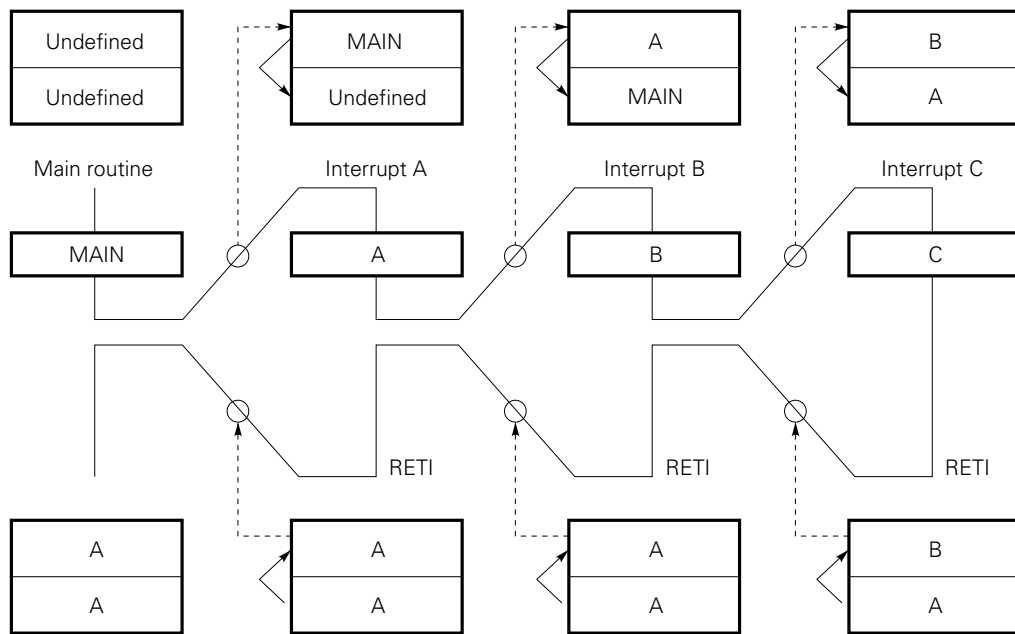 Undefined MAIN A B
Undefined Undefined MAIN A
Main routine Interrupt A Interrupt B Interrupt C
MAIN A B C
RETI RETI RETI
A A A B
A A A A